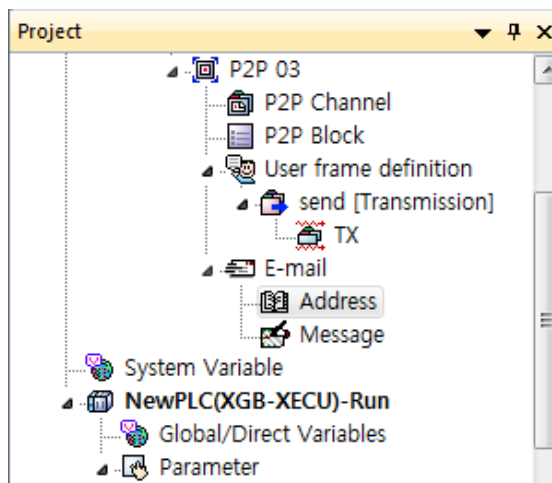 Project
P2P 03
P2P Channel
P2P Block
User frame definition
send [Transmission]
TX
E-mail
Address
Message
System Variable
NewPLC(XGB-XECU)-Run
Global/Direct Variables
Parameter